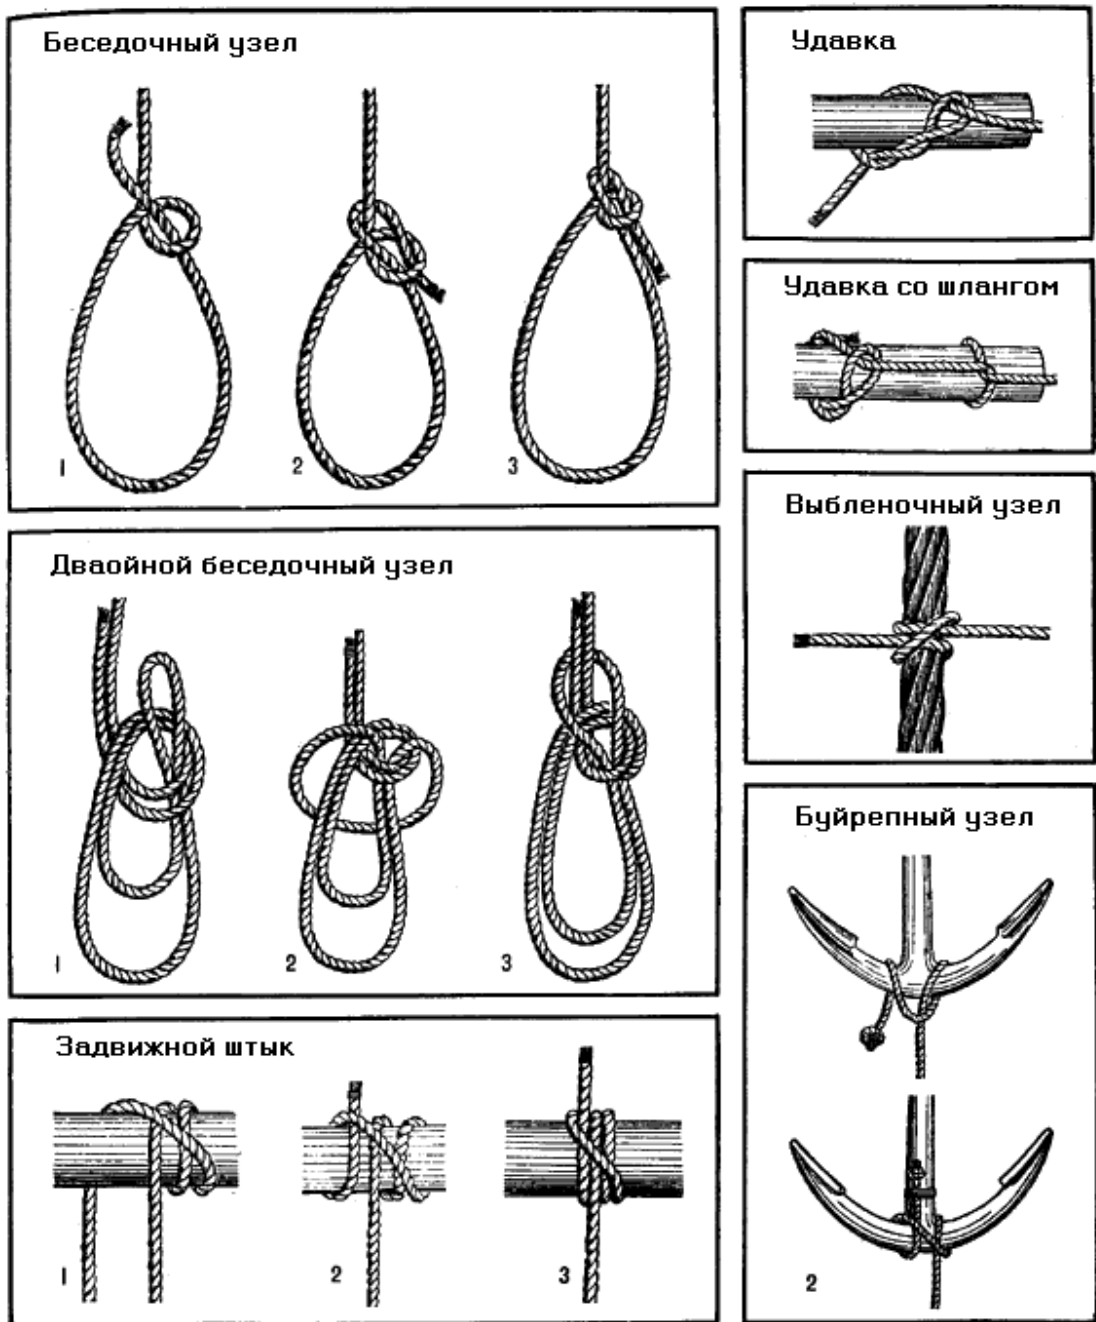 Беседочный узел
1 2 3
Дваойной беседочный узел
1 2 3
Задвижной штык
1 2 3
Удавка
Удавка со шлангом
Выбленочный узел
Буйрепный узел
2